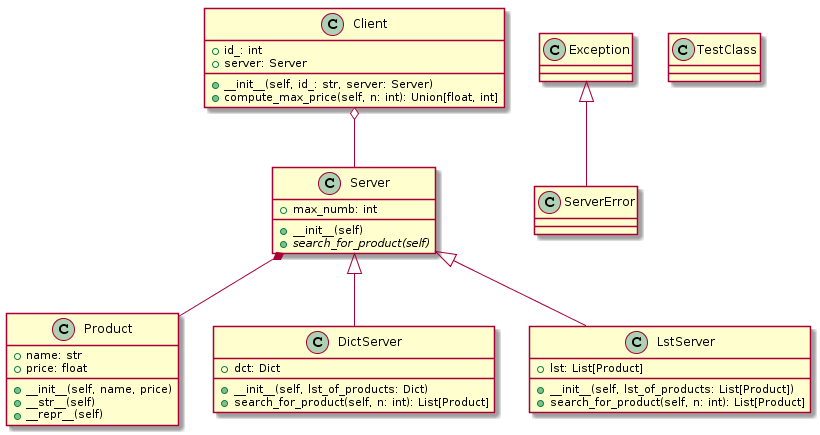 C Client
id_: int
server: Server
__init__(self, id_: str, server: Server)
compute_max_price(self, n: int): Union[float, int]
C Exception
C TestClass
C Server
max_numb: int
__init__(self)
search_for_product(self)
C ServerError
C Product
name: str
price: float
__init__(self, name, price)
__str__(self)
__repr__(self)
C DictServer
dct: Dict
__init__(self, lst_of_products: Dict)
search_for_product(self, n: int): List[Product]
C LstServer
lst: List[Product]
__init__(self, lst_of_products: List[Product])
search_for_product(self, n: int): List[Product]